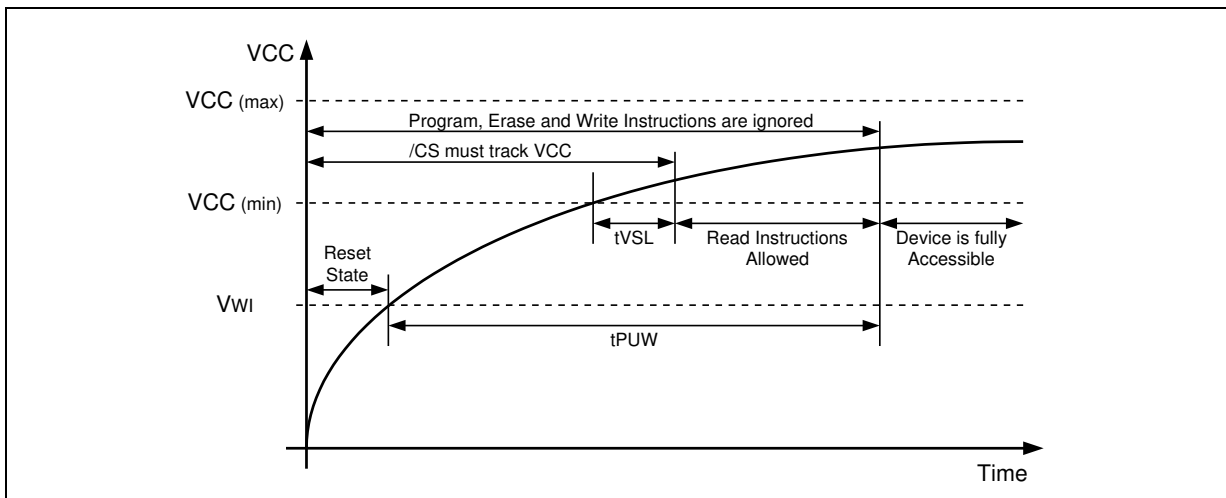 VCC
VCC (max)
Program, Erase and Write Instructions are ignored
/CS must track VCC
VCC (min)
tVSL
Read Instructions
Allowed
Device is fully
Accessible
Reset
State
VWI
tPUW
Time